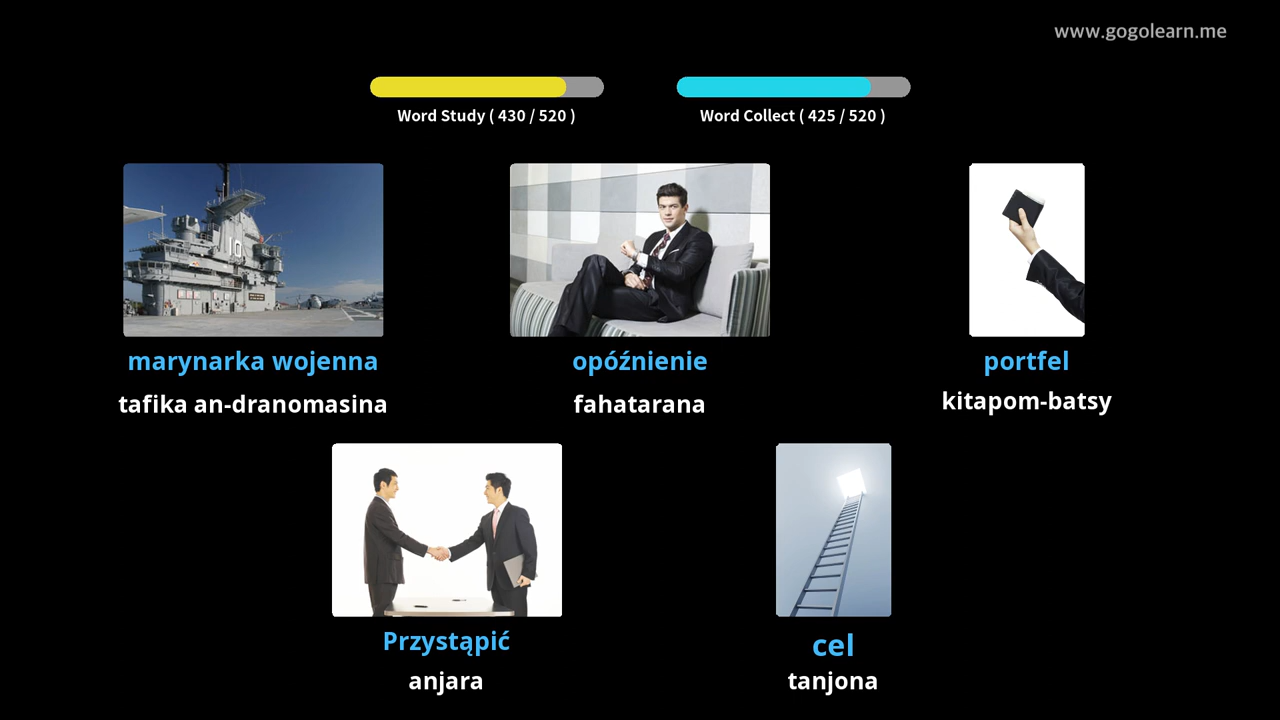 www.gogolearn.me
Word Study ( 430 / 520 )
Word Collect ( 425 / 520 )
10
marynarka wojenna
tafika an-dranomasina
opóźnienie
fahatarana
portfel
kitapom-batsy
Przystąpić
anjara
cel
tanjona